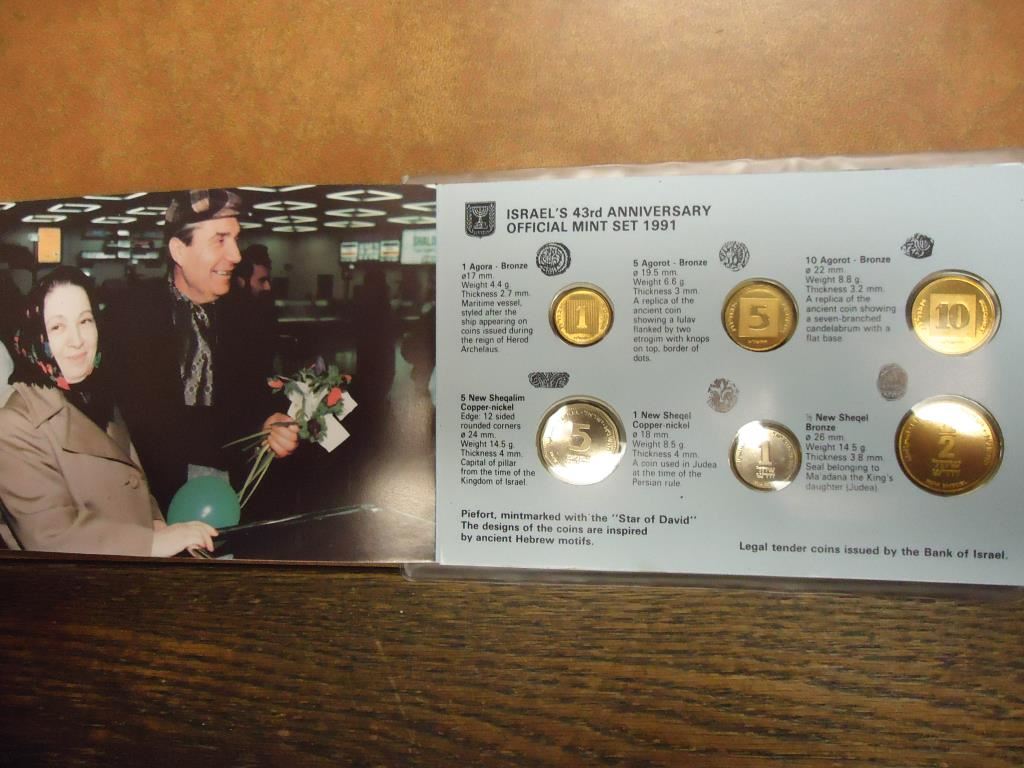 ISRAEL'S 43rd ANNIVERSARY
OFFICIAL MINT SET 1991
1 Agora - Bronze
ø17 mm.
Weight 4.4 g
Thickness 2.7 mm.
Maritime vessel,
styled after the
ship appearing on
coins issued during
the reign of Herod
Archelaus.
1
5 Agorot - Bronze
ø 19.5 mm.
Weight 6.6 g.
Thickness 3 mm.
A replica of the
ancient coin
showing a lulav
flanked by two
etrogim with knops
on top, border of
dots.
5
10 Agorot - Bronze
ø 22 mm.
Weight 8.8 g.
Thickness 3.2 mm.
A replica of the
ancient coin showing
a seven-branched
candelabrum with a
flat base.
10
5 New Sheqalim
Copper-nickel
Edge: 12 sided
rounded corners
ø 24 mm.
Weight 14.5 g.
Thickness 4 mm.
Capital of pillar
from the time of the
Kingdom of Israel.
5
1 New Sheqel
Copper-nickel
ø 18 mm.
Weight 8.5 g.
Thickness 4 mm.
A coin used in Judea
at the time of the
Persian rule.
1
½ New Sheqel
Bronze
ø 26 mm.
Weight 14.5 g
Thickness 3.8 mm.
Seal belonging to
Ma'adana the King's
daughter (Judea).
Piefort, mintmarked with the "Star of David"
The designs of the coins are inspired
by ancient Hebrew motifs.
Legal tender coins issued by the Bank of Israel.